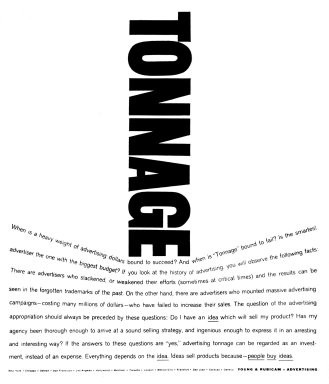 TONNAGE
When is a heavy weight of advertising dollars bound to succeed? And when is "Tonnage" bound to fail? Is the smartest
advertiser the one with the biggest budget? If you look at the history of advertising, you will observe the following facts:
There are advertisers who slackened, or weakened their efforts (sometimes at critical times) and the results can be
seen in the forgotten trademarks of the past. On the other hand, there are advertisers who mounted massive advertising
campaigns—costing many millions of dollars—who have failed to increase their sales. The question of the advertising
appropriation should always be preceded by these questions: Do I have an idea which will sell my product? Has my
agency been thorough enough to arrive at a sound selling strategy, and ingenious enough to express it in an arresting
and interesting way? If the answers to these questions are "yes," advertising tonnage can be regarded as an invest-
ment, instead of an expense. Everything depends on the idea. Ideas sell products because—people buy ideas.
YOUNG & RUBICAM • ADVERTISING